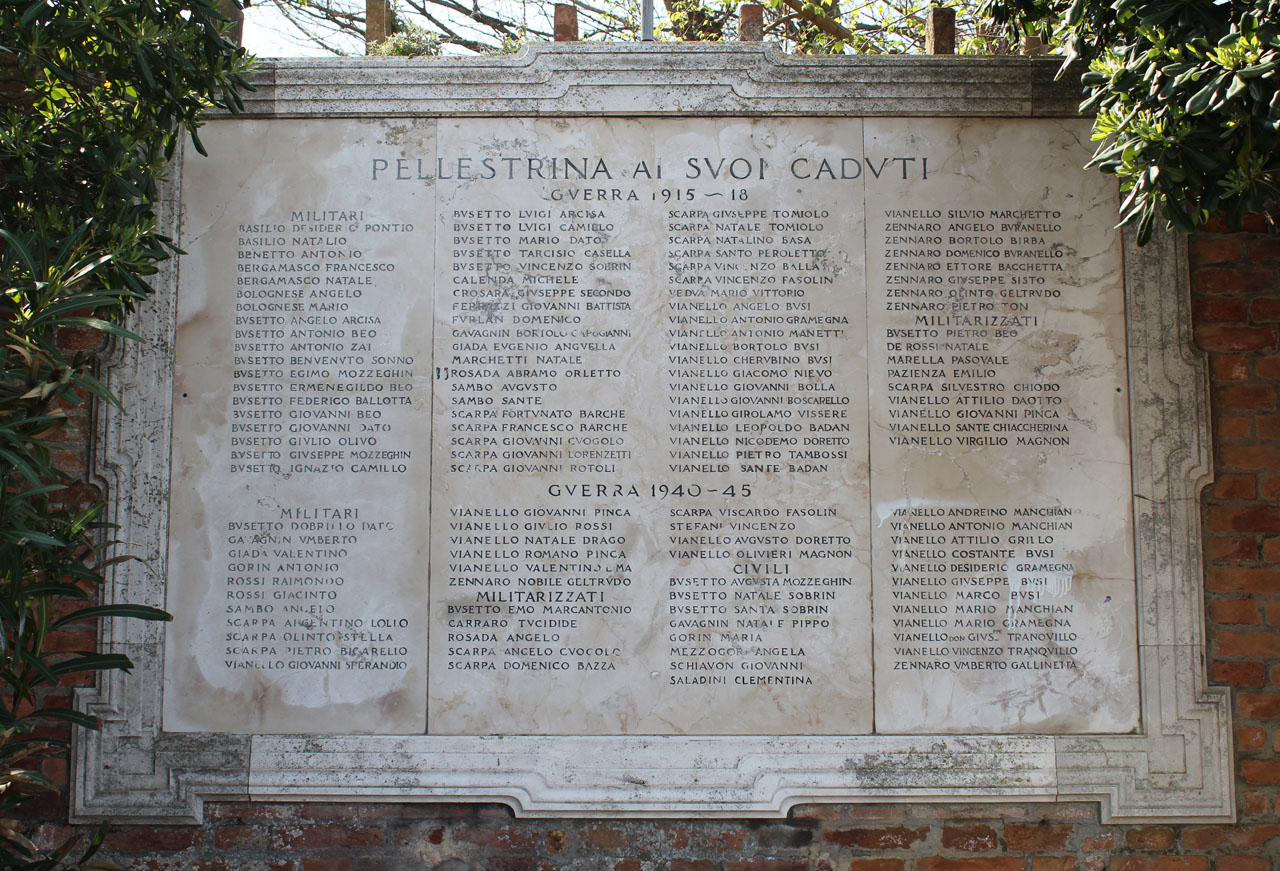 PELLESTRINA AI SVOI CADVTI
GVERRA 1915~18
MILITARI
BASILIO DESIDERIO PONTIO
BASILIO NATALIO
BENETTO ANTONIO
BERGAMASCO FRANCESCO
BERGAMASCO NATALE
BOLOGNESE ANGELO
BOLOGNESE MARIO
BVSETTO ANGELO ARCISA
BVSETTO ANTONIO BEO
BVSETTO ANTONIO ZAI
BVSETTO BENVENVTO SONNO
BVSETTO EGIMO MOZZEGHIN
BVSETTO ERMENEGILDO BEO
BVSETTO FEDERICO BALLOTTA
BVSETTO GIOVANNI BEO
BVSETTO GIOVANNI DATO
BVSETTO GIVLIO OLIVO
BVSETTO GIVSEPPE MOZZEGHIN
BVSETTO IGNAZIO CAMILLO
BVSETTO LVIGI ARCISA
BVSETTO LVIGI CAMILLO
BVSETTO MARIO DATO
BVSETTO TARCISIO CASELLA
BVSETTO VINCENZO SOBRIN
CALENDA MICHELE
CROSARA GIVSEPPE SECONDO
FERRUZZI GIOVANNI BATTISTA
FVRLAN DOMENICO
GAVAGNIN BORTOLO CAPOGIANNI
GIADA EVGENIO ANGVELLA
MARCHETTI NATALE
ROSADA ABRAMO ORLETTO
SAMBO AVGVSTO
SAMBO SANTE
SCARPA FORTVNATO BARCHE
SCARPA FRANCESCO BARCHE
SCARPA GIOVANNI CVOGOLO
SCARPA GIOVANNI LORENZETTI
SCARPA GIOVANNI ROTOLI
SCARPA GIVSEPPE TOMIOLO
SCARPA NATALE TOMIOLO
SCARPA NATALINO BASA
SCARPA SANTO PEROLETTO
SCARPA VINCENZO BALLA
SCARPA VINCENZO FASOLIN
VEDVA MARIO VITTORIO
VIANELLO ANGELO BVSI
VIANELLO ANTONIO GRAMEGNA
VIANELLO ANTONIO MANETTI
VIANELLO BORTOLO BVSI
VIANELLO CHERVBINO BVSI
VIANELLO GIACOMO NIEVO
VIANELLO GIOVANNI BOLLA
VIANELLO GIOVANNI BOSCARELLO
VIANELLO GIROLAMO VISSERE
VIANELLO LEOPOLDO BADAN
VIANELLO NICODEMO DORETTO
VIANELLO PIETRO TAMBOSSI
VIANELLO SANTE BADAN
VIANELLO SILVIO MARCHETTO
ZENNARO ANGELO BVRANELLO
ZENNARO BORTOLO BIRBA
ZENNARO DOMENICO BVRANELLO
ZENNARO ETTORE BACCHETTA
ZENNARO GIVSEPPE SISTO
ZENNARO OLINTO GELTRVDO
ZENNARO PIETRO TON
MILITARIZZATI
BVSETTO PIETRO BEO
DE ROSSI NATALE
MARELLA PASQVALE
PAZIENZA EMILIO
SCARPA SILVESTRO CHIODO
VIANELLO ATTILIO DAOTTO
VIANELLO GIOVANNI PINCA
VIANELLO SANTE CHIACCHERINA
VIANELLO VIRGILIO MAGNON
GVERRA 1940-45
MILITARI
BVSETTO DOBRILLO DATO
GAVAGNIN VMBERTO
GIADA VALENTINO
GORIN ANTONIO
ROSSI RAIMONDO
ROSSI GIACINTO
SAMBO ANGELO
SCARPA ARGENTINO LOLLO
SCARPA OLINTO STELLA
SCARPA PIETRO BIGARELIO
VIANELLO GIOVANNI SPERANDIO
VIANELLO GIOVANNI PINCA
VIANELLO GIVLIO ROSSI
VIANELLO NATALE DRAGO
VIANELLO ROMANO PINCA
VIANELLO VALENTINO
ZENNARO NOBILE GELTRVDO
MILITARIZZATI
BVSETTO EMO MARCANTONIO
CARRARO TVCIDIDE
ROSADA ANGELO
SCARPA ANGELO CVOCOLO
SCARPA DOMENICO BAZZA
SCARPA VISCARDO FASOLIN
STEFANI VINCENZO
VIANELLO AVGVSTO DORETTO
VIANELLO OLIVIERI MAGNON
CIVILI
BVSETTO AVGVSTA MOZZEGHIN
BVSETTO NATALE SOBRIN
BVSETTO SANTA SOBRIN
GAVAGNIN NATALE PIPPO
GORIN MARIA
MEZZOGORI ANGELA
SCHIAVON GIOVANNI
SALADINI CLEMENTINA
VIANELLO ANDREINO MANCHIAN
VIANELLO ANTONIO MANCHIAN
VIANELLO ATTILIO GRILLO
VIANELLO COSTANTE BVSI
VIANELLO DESIDERIO GRAMEGNA
VIANELLO GIVSEPPE BVSI
VIANELLO MARCO BVSI
VIANELLO MARIO MANCHIAN
VIANELLO MARIO GRAMEGNA
VIANELLO DON GIVS. TRANQVILLO
VIANELLO VINCENZO TRANQVILLO
ZENNARO VMBERTO GALLINETTA